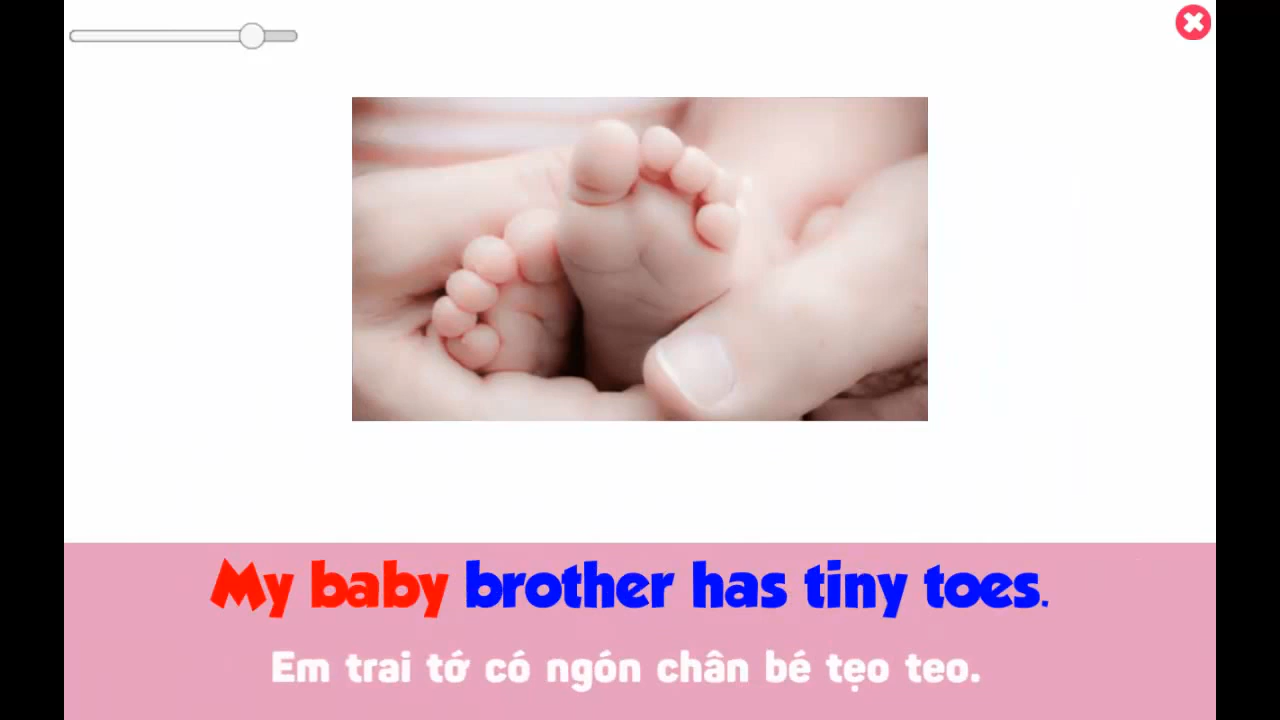 My baby brother has tiny toes.
Em trai tớ có ngón chân bé tẹo teo.